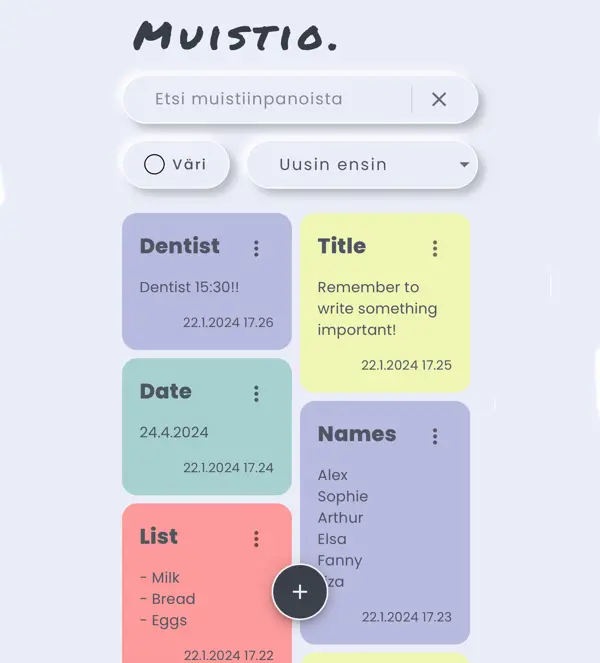 Muistio.
Etsi muistiinpanoista
Väri
Uusin ensin
Dentist
Dentist 15:30!!
22.1.2024 17.26
Title
Remember to
write something
important!
22.1.2024 17.25
Date
24.4.2024
22.1.2024 17.24
Names
Alex
Sophie
Arthur
Elsa
Fanny
22.1.2024 17.23
List
- Milk
- Bread
- Eggs
22.1.2024 17.22